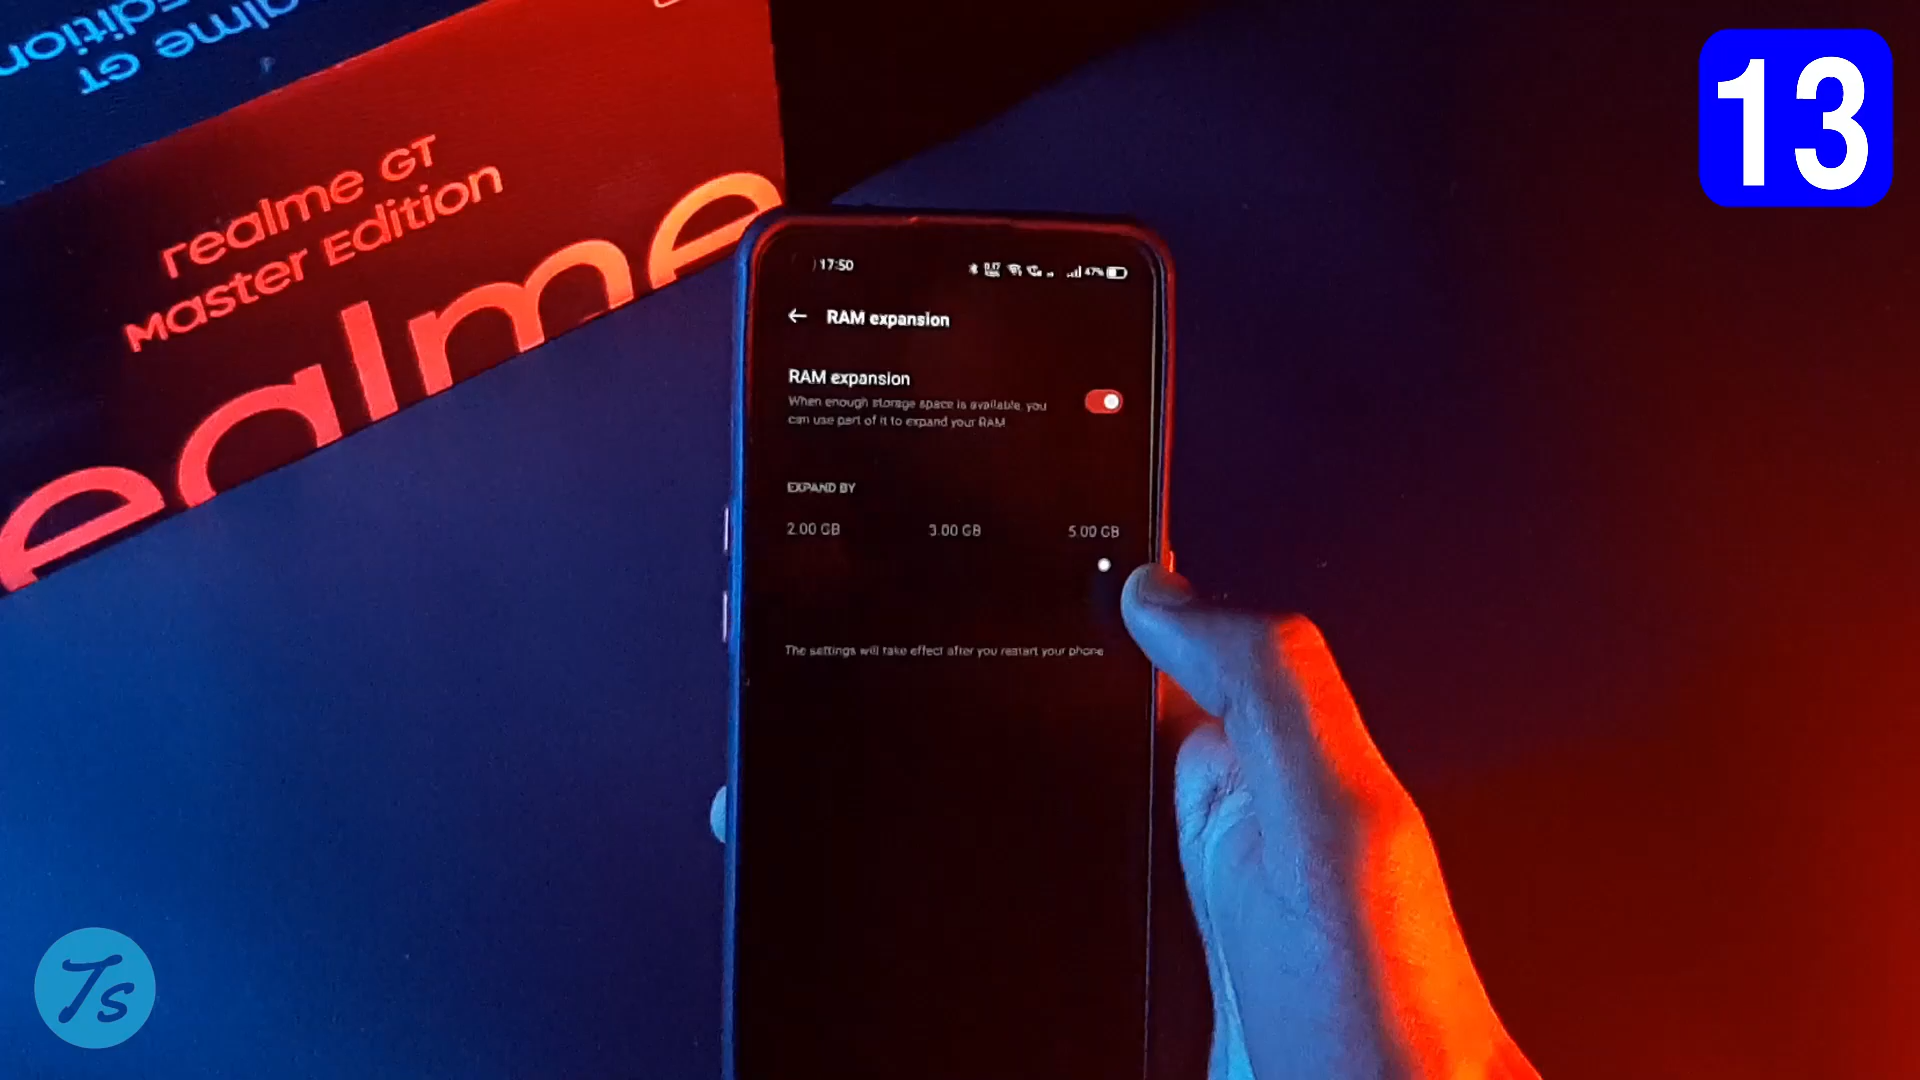 realme GT
Edition
realme GT
Master Edition
realme
13
17:50
47%
RAM expansion
RAM expansion
When enough storage space is available, you
can use part of it to expand your RAM
EXPAND BY
2.00 GB 3.00 GB 5.00 GB
The settings will take effect after you restart your phone
Ts